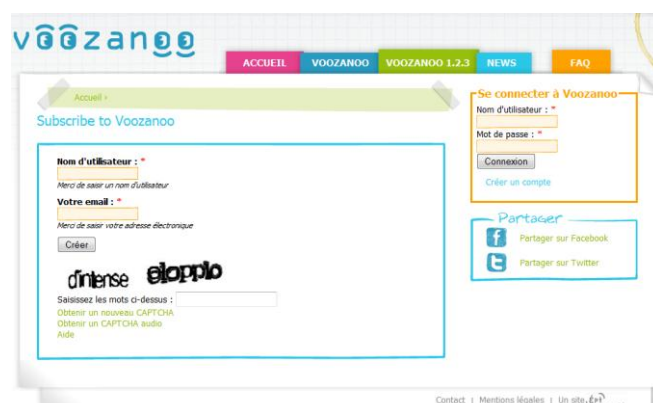 voozanoo
ACCUEIL VOOZANOO VOOZANOO 1.2.3 NEWS FAQ
Accueil ›
Subscribe to Voozanoo
Nom d'utilisateur : *
Merci de saisir un nom d'utilisateur
Votre email : *
Merci de saisir votre adresse électronique
Créer
Saisissez les mots ci-dessus :
Obtenir un nouveau CAPTCHA
Obtenir un CAPTCHA audio
Aide
Se connecter à Voozanoo
Nom d'utilisateur : *
Mot de passe : *
Connexion
Créer un compte
Partager
Partager sur Facebook
Partager sur Twitter
Contact | Mentions légales | Un site